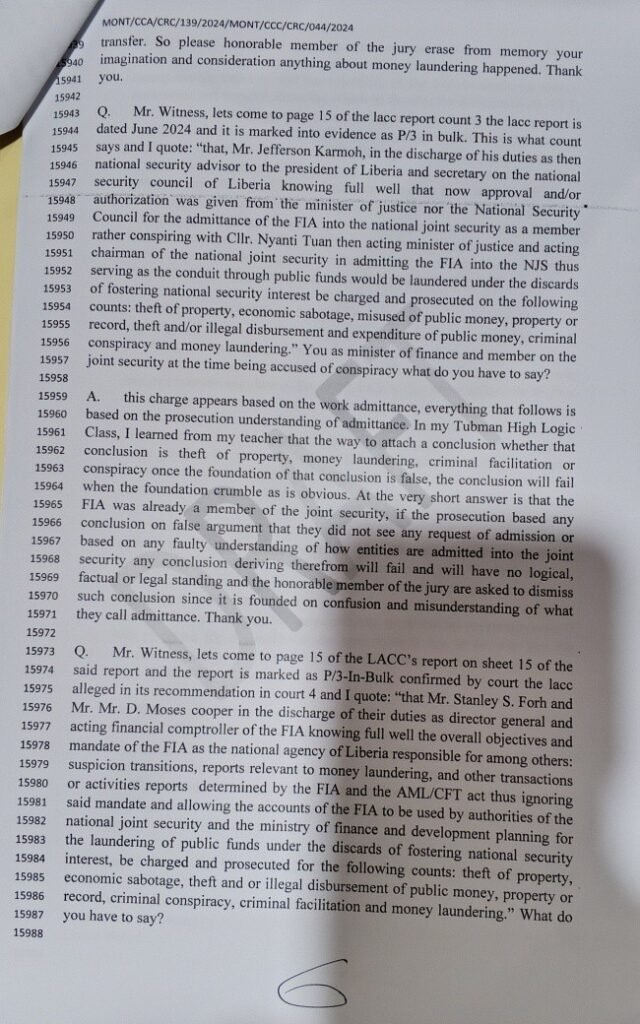 MONT/CCA/CRC/139/2024/MONT/CCC/CRC/044/2024
39 transfer. So please honorable member of the jury erase from memory your
15940 imagination and consideration anything about money laundering happened. Thank
15941 you.
15942
15943 Q. Mr. Witness, lets come to page 15 of the lacc report count 3 the lacc report is
15944 dated June 2024 and it is marked into evidence as P/3 in bulk. This is what count
15945 says and I quote: “that, Mr. Jefferson Karmoh, in the discharge of his duties as then
15946 national security advisor to the president of Liberia and secretary on the national
15947 security council of Liberia knowing full well that now approval and/or
15948 authorization was given from the minister of justice nor the National Security
15949 Council for the admittance of the FIA into the national joint security as a member
15950 rather conspiring with Cllr. Nyanti Tuan then acting minister of justice and acting
15951 chairman of the national joint security in admitting the FIA into the NJS thus
15952 serving as the conduit through public funds would be laundered under the discards
15953 of fostering national security interest be charged and prosecuted on the following
15954 counts: theft of property, economic sabotage, misused of public money, property or
15955 record, theft and/or illegal disbursement and expenditure of public money, criminal
15956 conspiracy and money laundering.” You as minister of finance and member on the
15957 joint security at the time being accused of conspiracy what do you have to say?
15958
15959 A. this charge appears based on the work admittance, everything that follows is
15960 based on the prosecution understanding of admittance. In my Tubman High Logic
15961 Class, I learned from my teacher that the way to attach a conclusion whether that
15962 conclusion is theft of property, money laundering, criminal facilitation or
15963 conspiracy once the foundation of that conclusion is false, the conclusion will fail
15964 when the foundation crumble as is obvious. At the very short answer is that the
15965 FIA was already a member of the joint security, if the prosecution based any
15966 conclusion on false argument that they did not see any request of admission or
15967 based on any faulty understanding of how entities are admitted into the joint
15968 security any conclusion deriving therefrom will fail and will have no logical,
15969 factual or legal standing and the honorable member of the jury are asked to dismiss
15970 such conclusion since it is founded on confusion and misunderstanding of what
15971 they call admittance. Thank you.
15972
15973 Q. Mr. Witness, lets come to page 15 of the LACC’s report on sheet 15 of the
15974 said report and the report is marked as P/3-In-Bulk confirmed by court the lacc
15975 alleged in its recommendation in court 4 and I quote: “that Mr. Stanley S. Forh and
15976 Mr. Mr. D. Moses cooper in the discharge of their duties as director general and
15977 acting financial comptroller of the FIA knowing full well the overall objectives and
15978 mandate of the FIA as the national agency of Liberia responsible for among others:
15979 suspicion transitions, reports relevant to money laundering, and other transactions
15980 or activities reports determined by the FIA and the AML/CFT act thus ignoring
15981 said mandate and allowing the accounts of the FIA to be used by authorities of the
15982 national joint security and the ministry of finance and development planning for
15983 the laundering of public funds under the discards of fostering national security
15984 interest, be charged and prosecuted for the following counts: theft of property,
15985 economic sabotage, theft and or illegal disbursement of public money, property or
15986 record, criminal conspiracy, criminal facilitation and money laundering.” What do
15987 you have to say?
15988
6